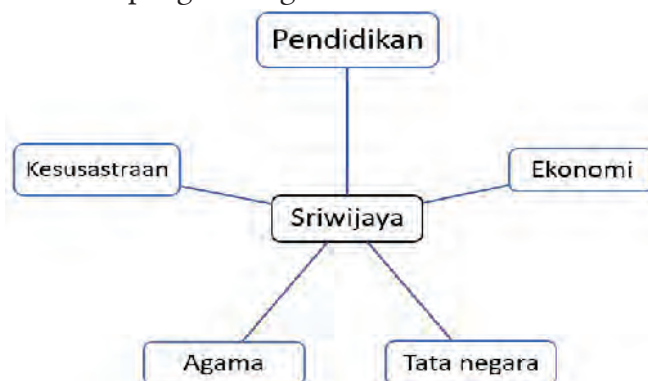 Pendidikan
Kesusastraan
Ekonomi
Sriwijaya
Agama
Tata negara